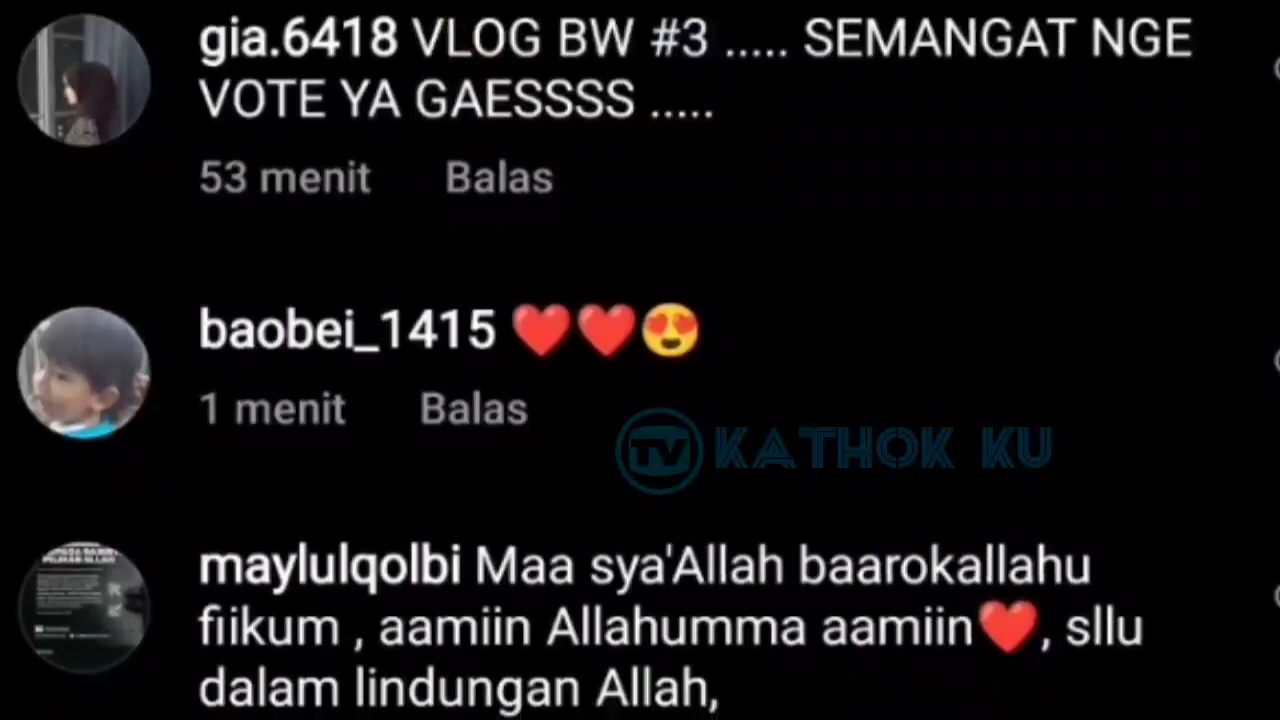 gia.6418 VLOG BW #3 ..... SEMANGAT NGE
VOTE YA GAESSSS .....
53 menit Balas
baobei_1415 ❤️❤️😍
1 menit Balas
TV KATHOK KU
maylulqolbi Maa sya'Allah baarokallahu
fiikum , aamiin Allahumma aamiin❤️, sllu
dalam lindungan Allah,